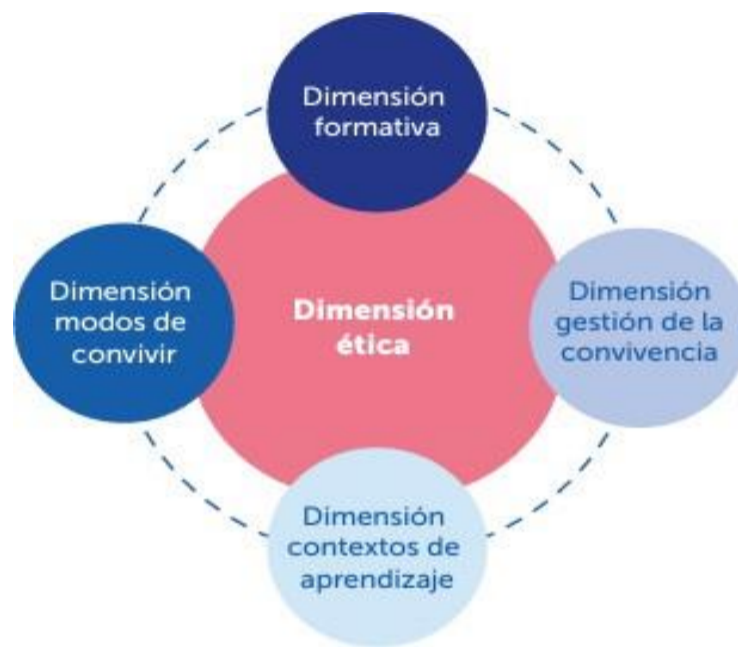 Dimensión
formativa
Dimensión
modos de
convivir
Dimensión
ética
Dimensión
gestión de la
convivencia
Dimensión
contextos de
aprendizaje